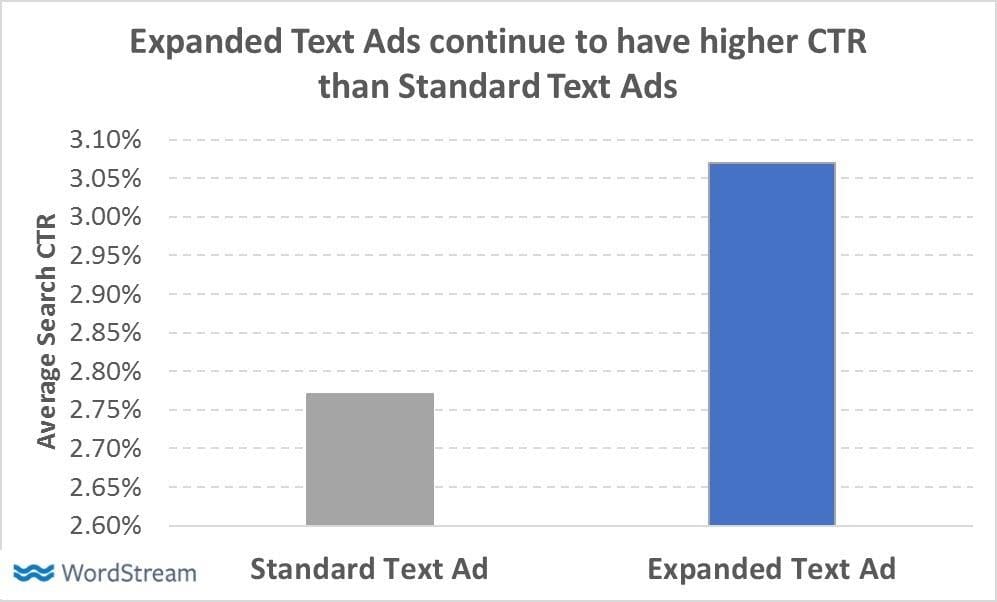 Expanded Text Ads continue to have higher CTR
than Standard Text Ads
Average Search CTR
3.10%
3.05%
3.00%
2.95%
2.90%
2.85%
2.80%
2.75%
2.70%
2.65%
2.60%
Standard Text Ad
Expanded Text Ad
WordStream